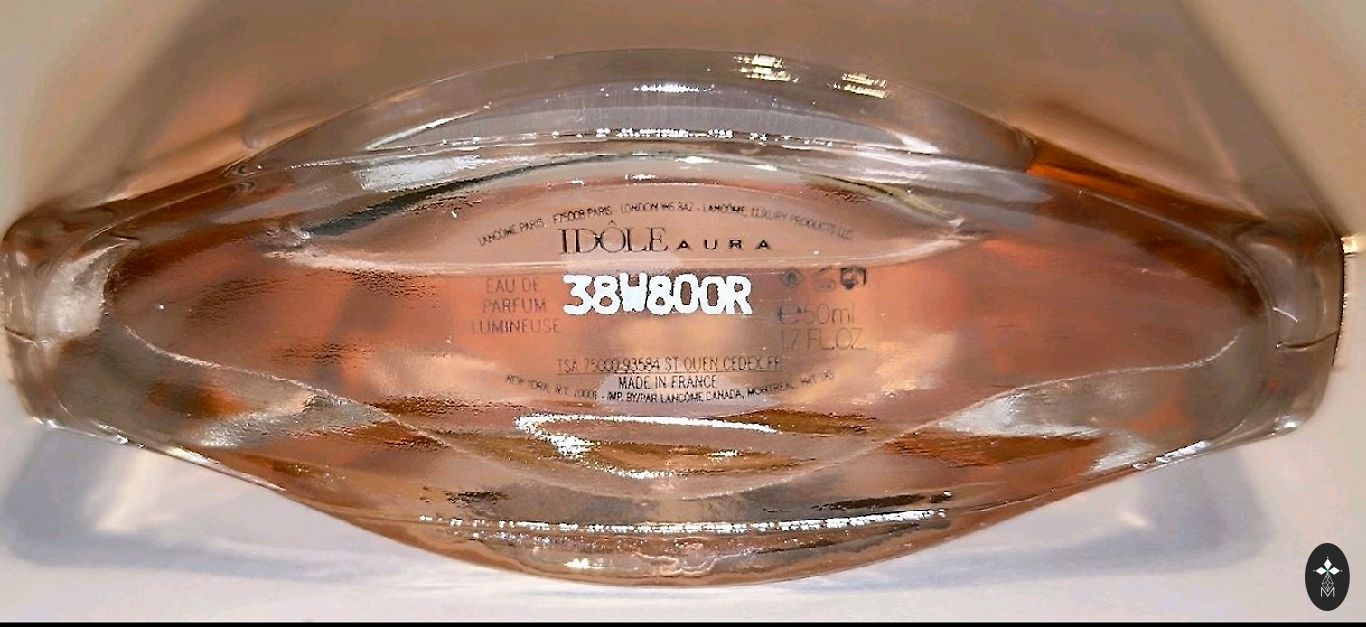 LANCÔME PARIS - F75008 PARIS - LONDON W6 8AZ - LANCÔME, LUXURY PRODUCTS LLC
IDÔLE AURA
EAU DE
PARFUM
LUMINEUSE
38W800R
℮50ml
1.7 FL.OZ
TSA 75000 93584 ST OUEN CEDEX FR
MADE IN FRANCE
NEW YORK, N.Y. 10001 - IMP. BY/PAR LANCÔME CANADA, MONTRÉAL,
M